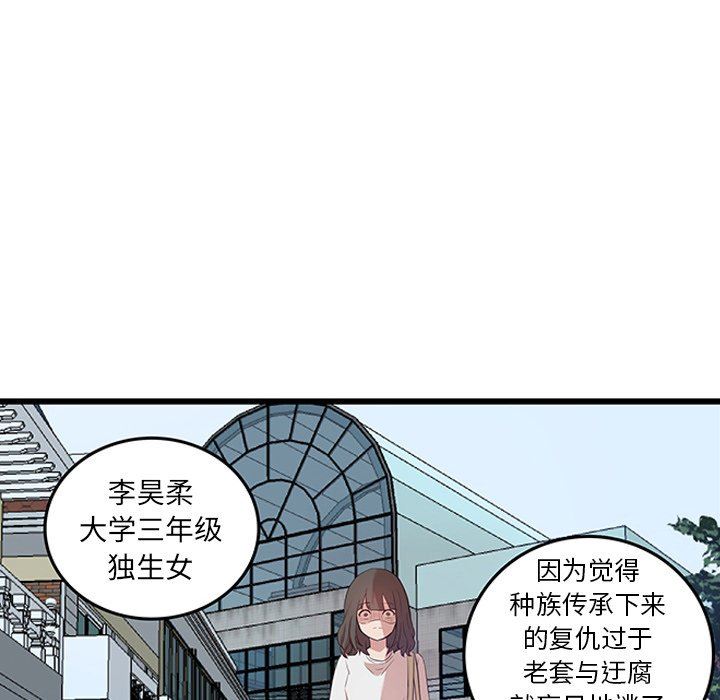 李昊柔
大学三年级
独生女
因为觉得
种族传承下来
的复仇过于
老套与迂腐